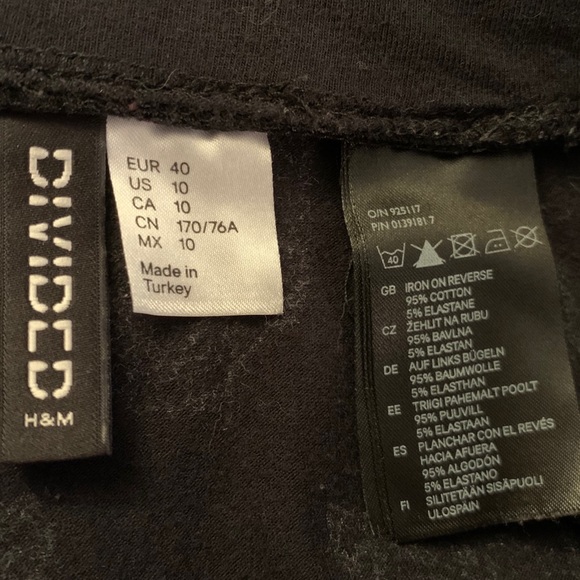 DIVIDED
H&M
EUR 40
US 10
CA 10
CN 170/76A
MX 10
Made in
Turkey
O/N 925117
P/N 0139181-7
40
GB IRON ON REVERSE
95% COTTON
5% ELASTANE
CZ ŽEHLIT NA RUBU
95% BAVLNA
5% ELASTAN
DE AUF LINKS BÜGELN
95% BAUMWOLLE
5% ELASTHAN
EE TRIIGI PAHEMALT POOLT
95% PUUVILL
5% ELASTAAN
ES PLANCHAR CON EL REVÉS
HACIA AFUERA
95% ALGODÓN
5% ELASTANO
FI SILITETÄÄN SISÄPUOLI
ULOSPÄIN